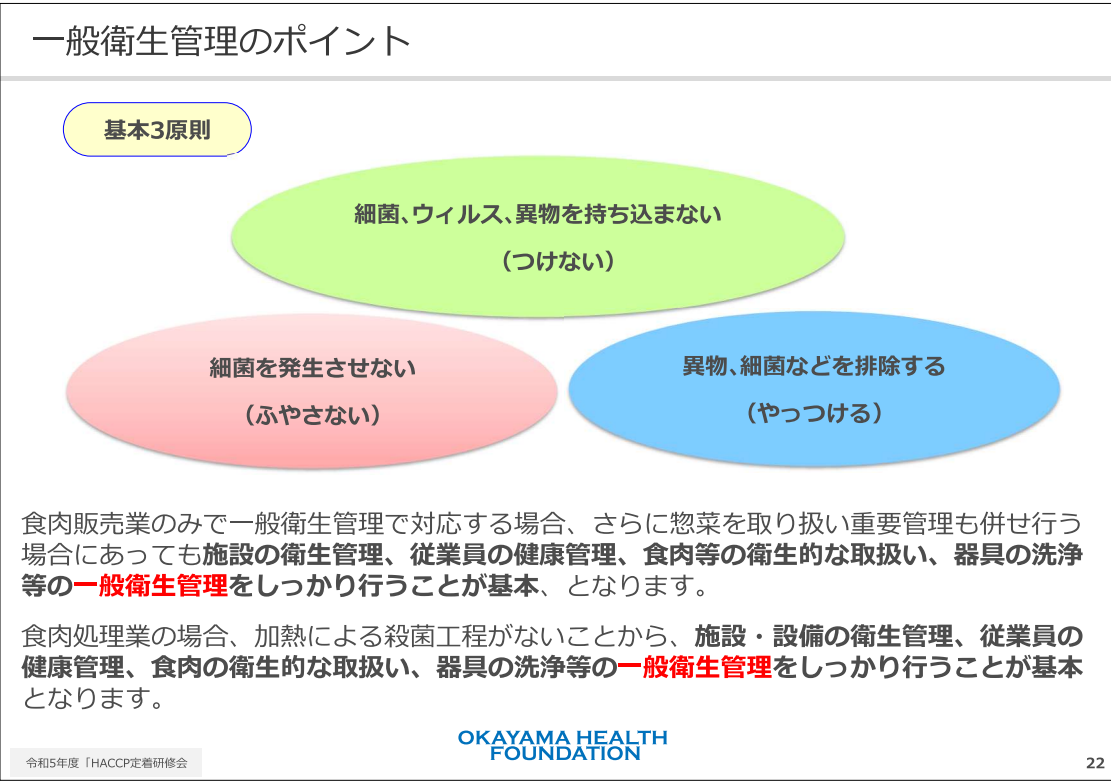 一般衛生管理のポイント
基本3原則
細菌、ウィルス、異物を持ち込まない
（つけない）
細菌を発生させない
（ふやさない）
異物、細菌などを排除する
（やっつける）
食肉販売業のみで一般衛生管理で対応する場合、さらに惣菜を取り扱い重要管理も併せ行う
場合にあっても施設の衛生管理、従業員の健康管理、食肉等の衛生的な取扱い、器具の洗浄
等の一般衛生管理をしっかり行うことが基本、となります。
食肉処理業の場合、加熱による殺菌工程がないことから、施設・設備の衛生管理、従業員の
健康管理、食肉の衛生的な取扱い、器具の洗浄等の一般衛生管理をしっかり行うことが基本
となります。
OKAYAMA HEALTH
FOUNDATION
令和5年度「HACCP定着研修会
22